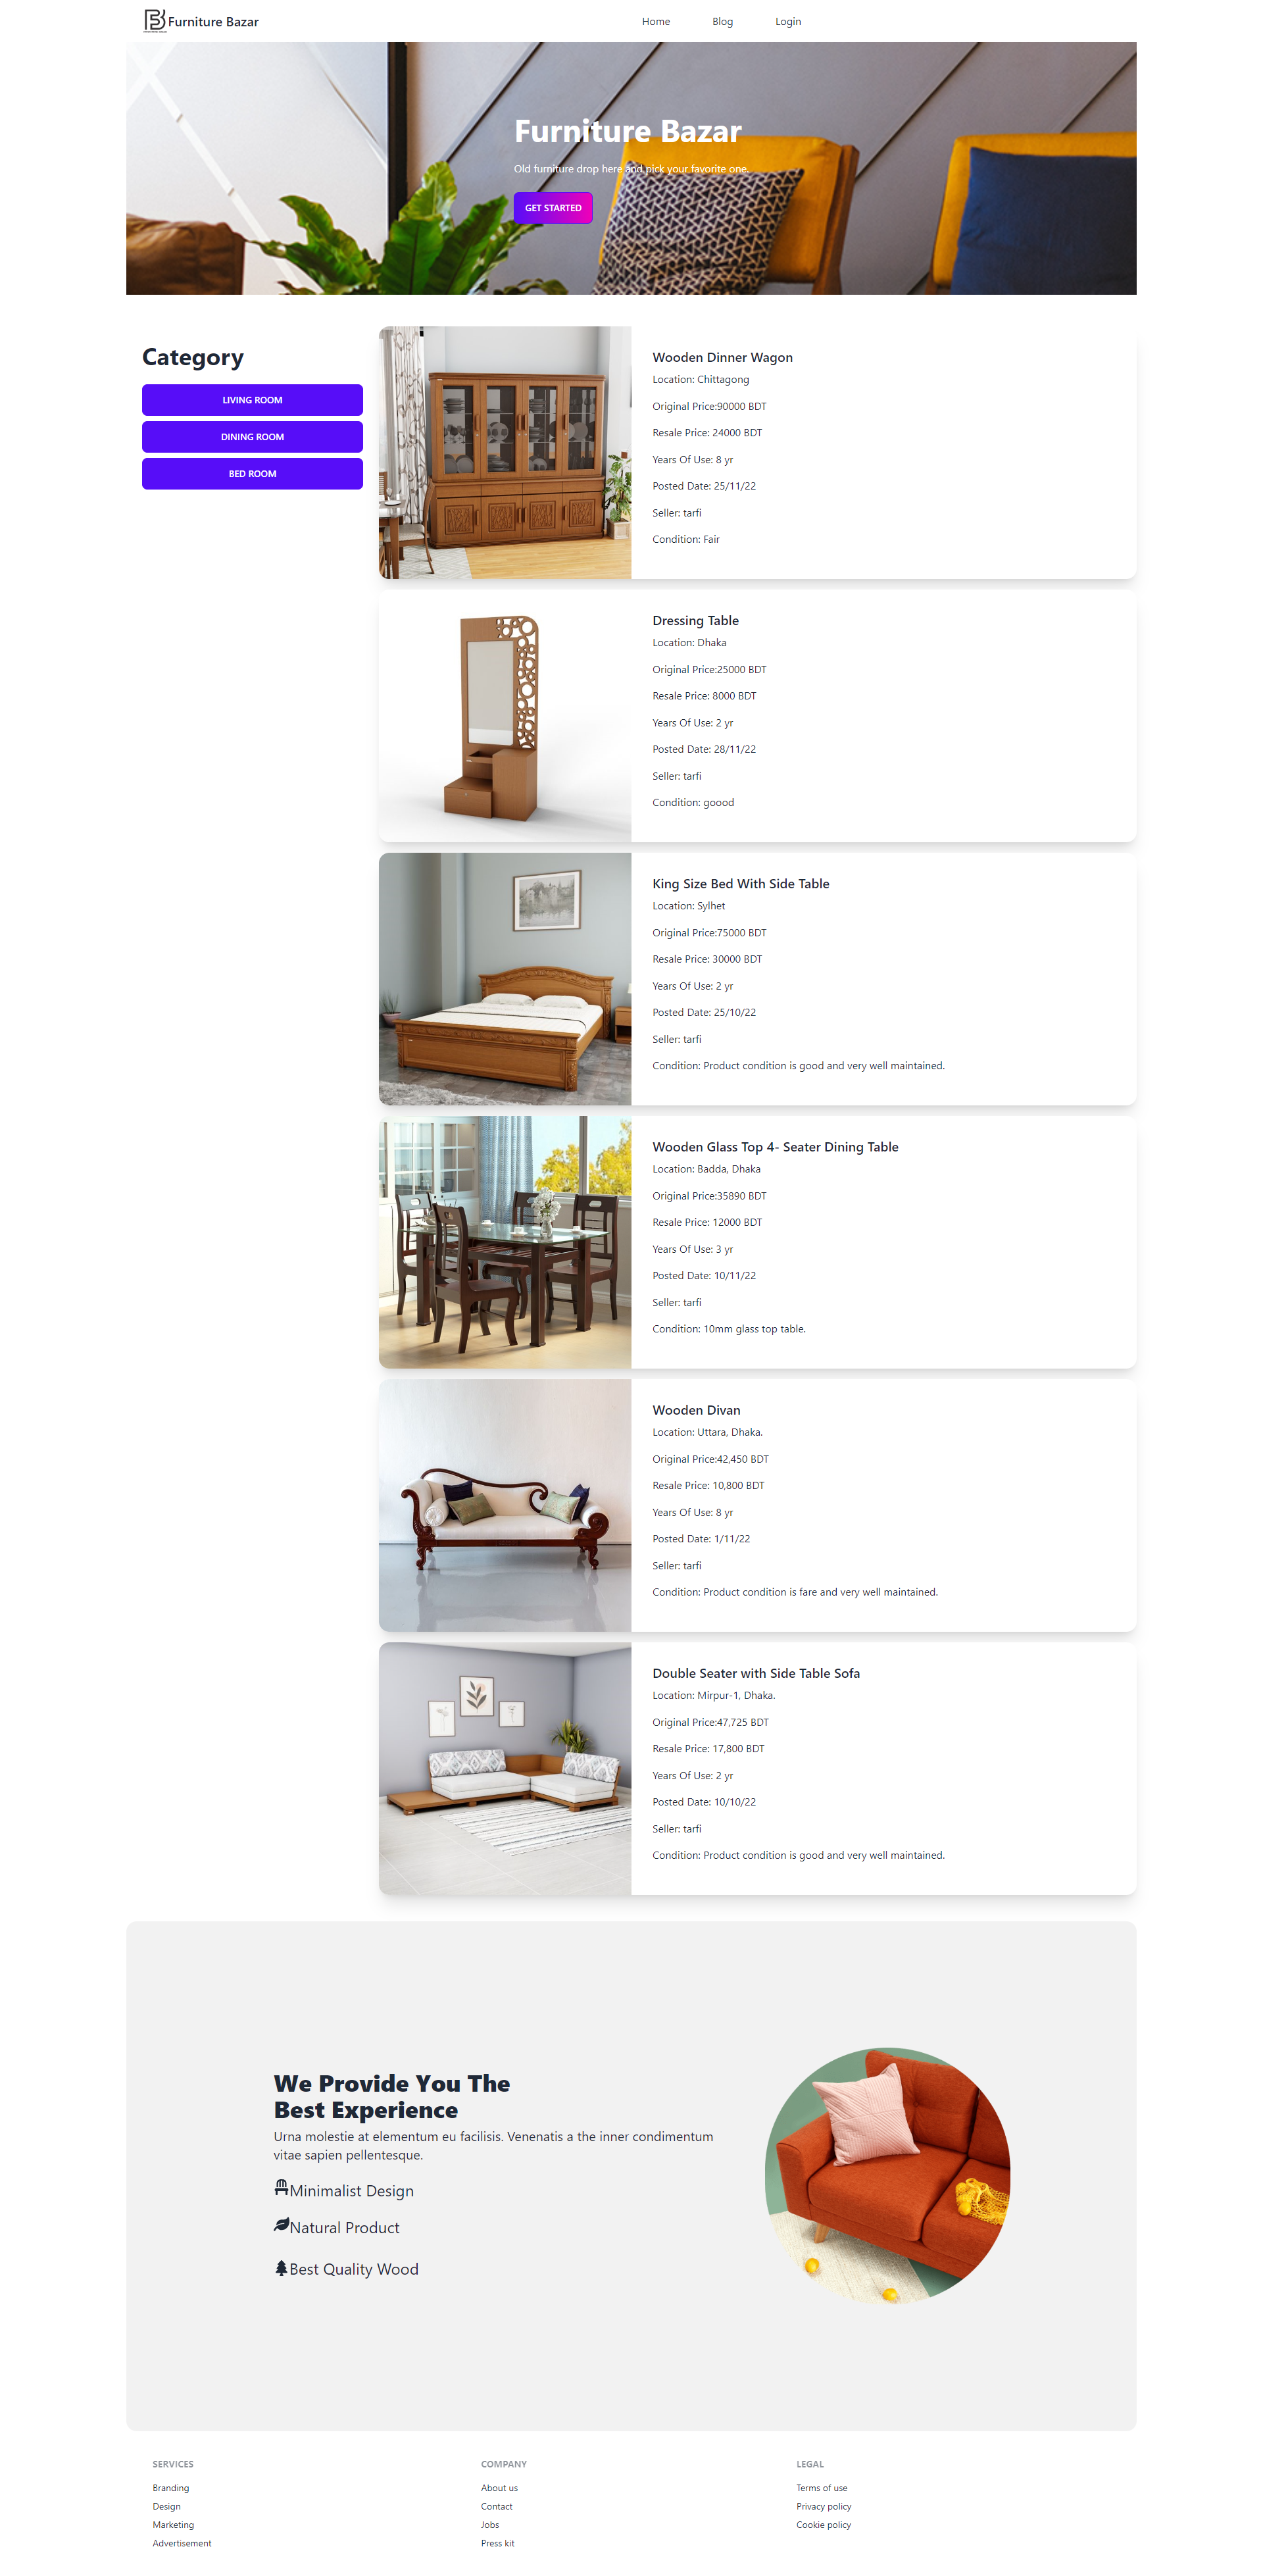 Furniture Bazar
Home
Blog
Login
Furniture Bazar
Old furniture drop here and pick your favorite one.
GET STARTED
Category
LIVING ROOM
DINING ROOM
BED ROOM
Wooden Dinner Wagon
Location: Chittagong
Original Price:90000 BDT
Resale Price: 24000 BDT
Years Of Use: 8 yr
Posted Date: 25/11/22
Seller: tarfi
Condition: Fair
Dressing Table
Location: Dhaka
Original Price:25000 BDT
Resale Price: 8000 BDT
Years Of Use: 2 yr
Posted Date: 28/11/22
Seller: tarfi
Condition: goood
King Size Bed With Side Table
Location: Sylhet
Original Price:75000 BDT
Resale Price: 30000 BDT
Years Of Use: 2 yr
Posted Date: 25/10/22
Seller: tarfi
Condition: Product condition is good and very well maintained.
Wooden Glass Top 4- Seater Dining Table
Location: Badda, Dhaka
Original Price:35890 BDT
Resale Price: 12000 BDT
Years Of Use: 3 yr
Posted Date: 10/11/22
Seller: tarfi
Condition: 10mm glass top table.
Wooden Divan
Location: Uttara, Dhaka.
Original Price:42,450 BDT
Resale Price: 10,800 BDT
Years Of Use: 8 yr
Posted Date: 1/11/22
Seller: tarfi
Condition: Product condition is fare and very well maintained.
Double Seater with Side Table Sofa
Location: Mirpur-1, Dhaka.
Original Price:47,725 BDT
Resale Price: 17,800 BDT
Years Of Use: 2 yr
Posted Date: 10/10/22
Seller: tarfi
Condition: Product condition is good and very well maintained.
We Provide You The
Best Experience
Urna molestie at elementum eu facilisis. Venenatis a the inner condimentum
vitae sapien pellentesque.
Minimalist Design
Natural Product
Best Quality Wood
SERVICES
Branding
Design
Marketing
Advertisement
COMPANY
About us
Contact
Jobs
Press kit
LEGAL
Terms of use
Privacy policy
Cookie policy